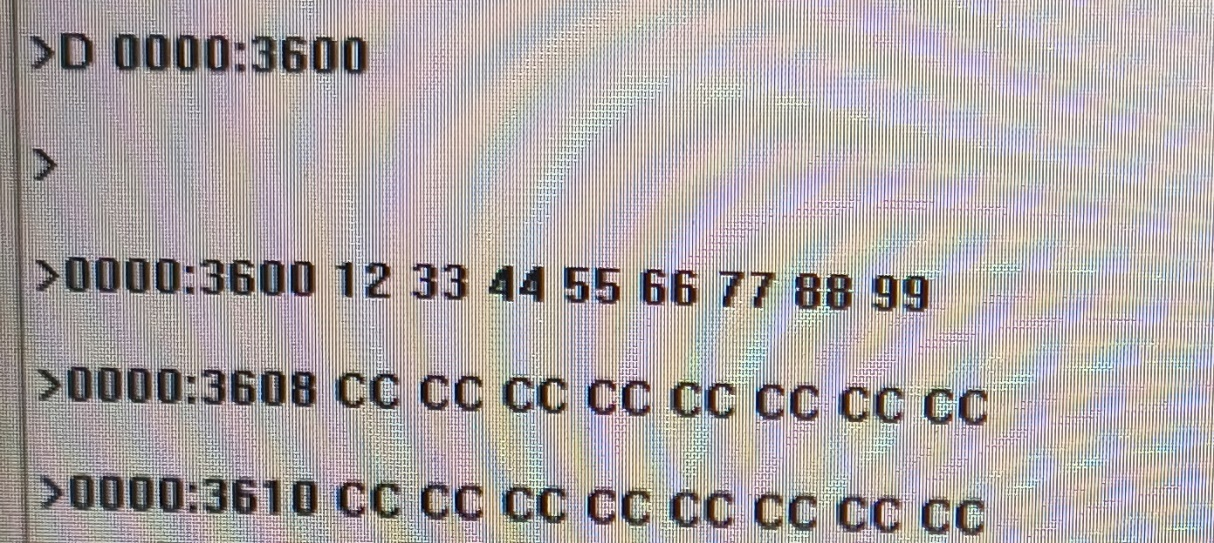 >D 0000:3600
>
>0000:3600 12 33 44 55 66 77 88 99
>0000:3608 CC CC CC CC CC CC CC CC
>0000:3610 CC CC CC CC CC CC CC CC